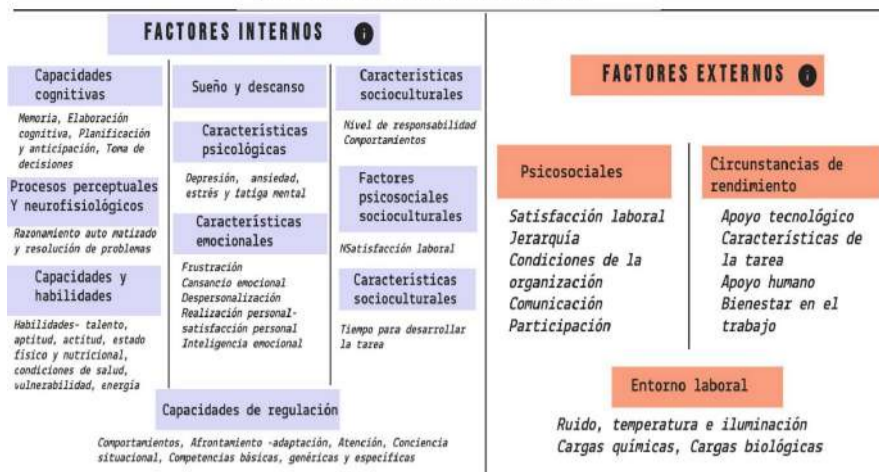 FACTORES INTERNOS
Capacidades
cognitivas
Memoria, Elaboración
cognitiva, Planificación
y anticipación, Toma de
decisiones
Procesos perceptuales
Y neurofisiológicos
Razonamiento auto matizado
y resolución de problemas
Capacidades y
habilidades
Habilidades- talento,
aptitud, actitud, estado
físico y nutricional,
condiciones de salud,
vulnerabilidad, energía
Sueño y descanso
Características
psicológicas
Depresión, ansiedad,
estrés y fatiga mental
Características
emocionales
Frustración
Cansancio emocional
Despersonalización
Realización personal-
satisfacción personal
Inteligencia emocional
Características
socioculturales
Nivel de responsabilidad
Comportamientos
Factores
psicosociales
socioculturales
NSatisfacción laboral
Características
socioculturales
Tiempo para desarrollar
la tarea
Capacidades de regulación
Comportamientos, Afrontamiento -adaptación, Atención, Conciencia
situacional, Competencias básicas, genéricas y específicas
FACTORES EXTERNOS
Psicosociales
Satisfacción laboral
Jerarquía
Condiciones de la
organización
Comunicación
Participación
Circunstancias de
rendimiento
Apoyo tecnológico
Características de
la tarea
Apoyo humano
Bienestar en el
trabajo
Entorno laboral
Ruido, temperatura e iluminación
Cargas químicas, Cargas biológicas